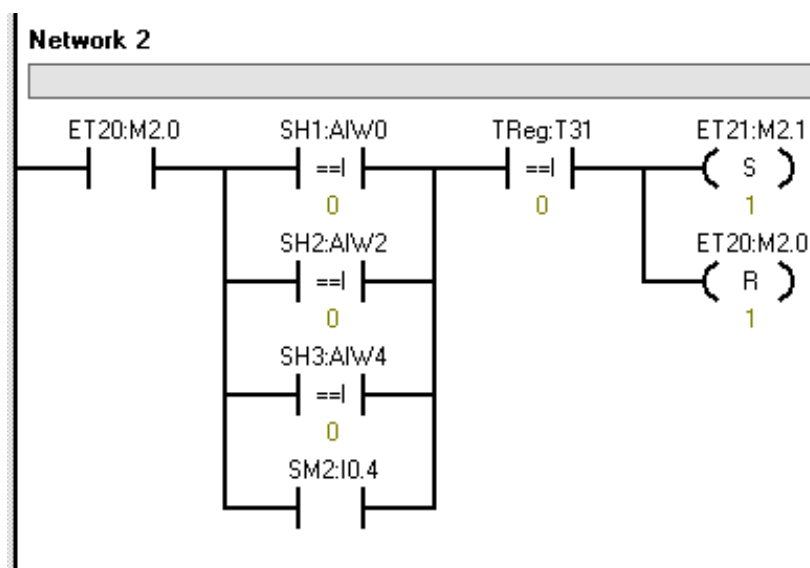 Network 2
ET20:M2.0 SH1:AIW0 TReg:T31 ET21:M2.1
==I ==I S
0 0 1
SH2:AIW2 ET20:M2.0
==I R
0 1
SH3:AIW4
==I
0
SM2:I0.4